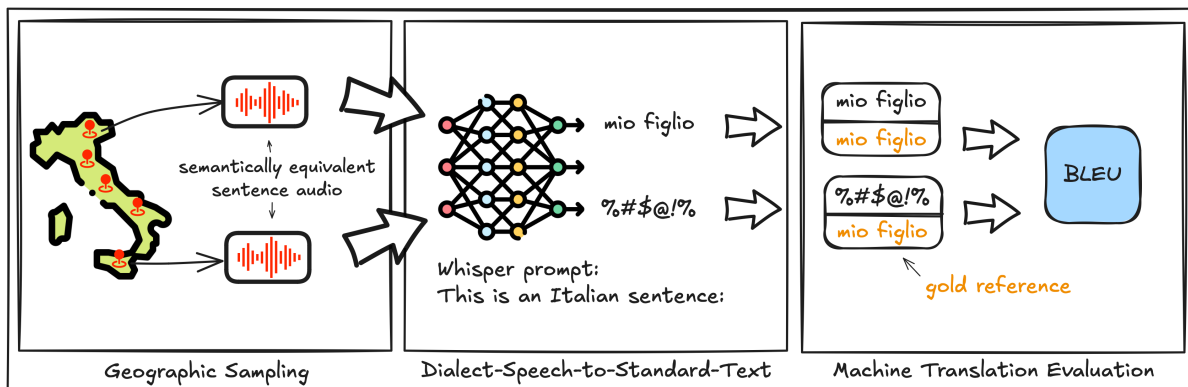 semantically equivalent
sentence audio
Geographic Sampling
mio figlio
%#$@!%
Whisper prompt:
This is an Italian sentence:
Dialect-Speech-to-Standard-Text
mio figlio
mio figlio
%#$@!%
mio figlio
gold reference
BLEU
Machine Translation Evaluation